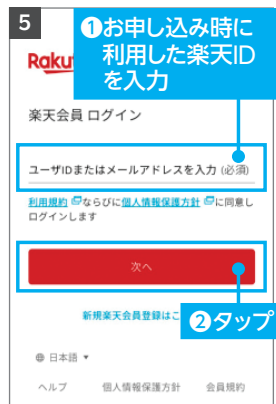 5
❶お申し込み時に
利用した楽天ID
を入力
Raku
楽天会員 ログイン
ユーザIDまたはメールアドレスを入力 (必須)
利用規約 ならびに個人情報保護方針 に同意し
ログインします
次へ
新規楽天会員登録はこ
❷タップ
日本語 ▼
ヘルプ 個人情報保護方針 会員規約